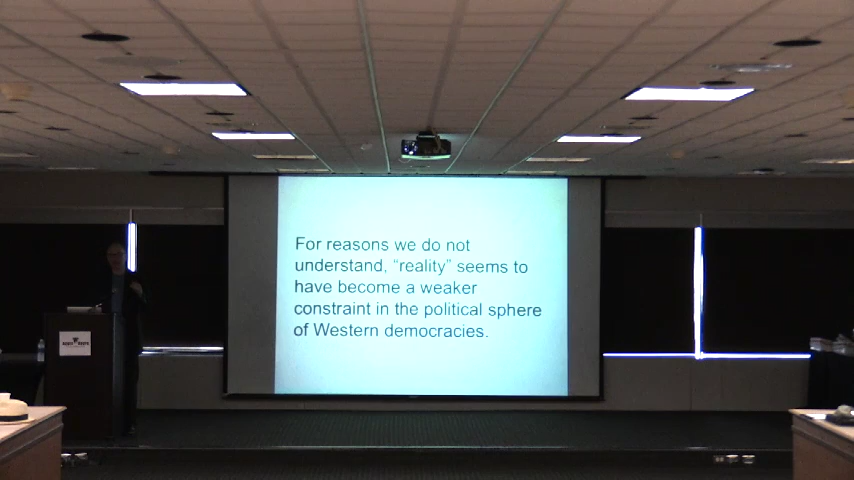 For reasons we do not
understand, “reality” seems to
have become a weaker
constraint in the political sphere
of Western democracies.